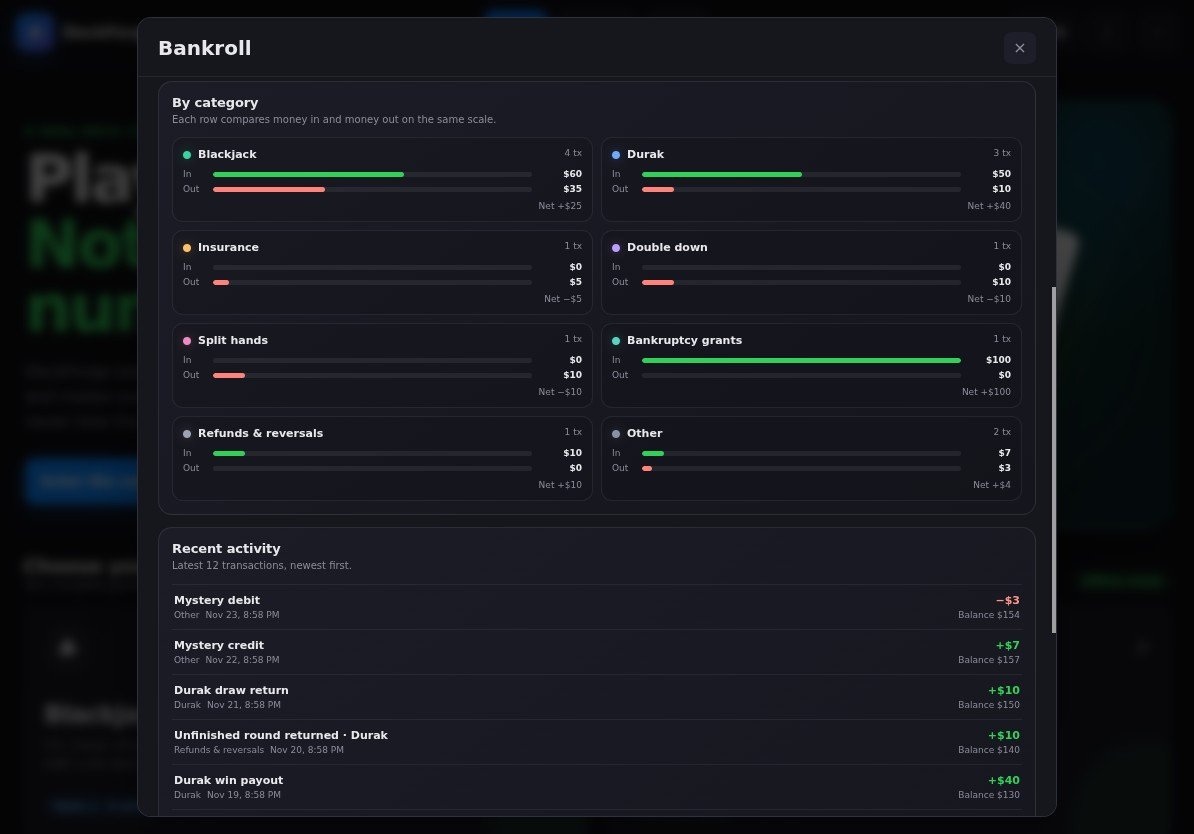 Bankroll
By category
Each row compares money in and money out on the same scale.
Blackjack 4 tx
In $60
Out $35
Net +$25
Durak 3 tx
In $50
Out $10
Net +$40
Insurance 1 tx
In $0
Out $5
Net −$5
Double down 1 tx
In $0
Out $10
Net −$10
Split hands 1 tx
In $0
Out $10
Net −$10
Bankruptcy grants 1 tx
In $100
Out $0
Net +$100
Refunds & reversals 1 tx
In $10
Out $0
Net +$10
Other 2 tx
In $7
Out $3
Net +$4
Recent activity
Latest 12 transactions, newest first.
Mystery debit −$3
Other Nov 23, 8:58 PM Balance $154
Mystery credit +$7
Other Nov 22, 8:58 PM Balance $157
Durak draw return +$10
Durak Nov 21, 8:58 PM Balance $150
Unfinished round returned · Durak +$10
Refunds & reversals Nov 20, 8:58 PM Balance $140
Durak win payout +$40
Durak Nov 19, 8:58 PM Balance $130